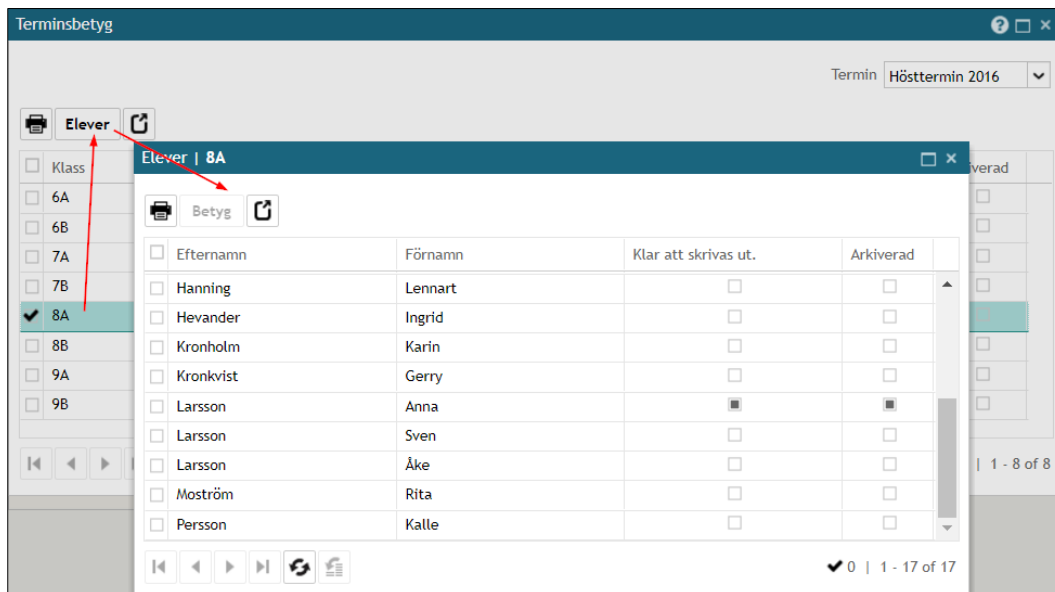 Terminsbetyg
Termin Hösttermin 2016
Elever
Klass
6A
6B
7A
7B
8A
8B
9A
9B
1 - 8 of 8
Elever | 8A
Betyg
Efternamn Förnamn Klar att skrivas ut. Arkiverad
Hanning Lennart
Hevander Ingrid
Kronholm Karin
Kronkvist Gerry
Larsson Anna
Larsson Sven
Larsson Åke
Moström Rita
Persson Kalle
0 | 1 - 17 of 17